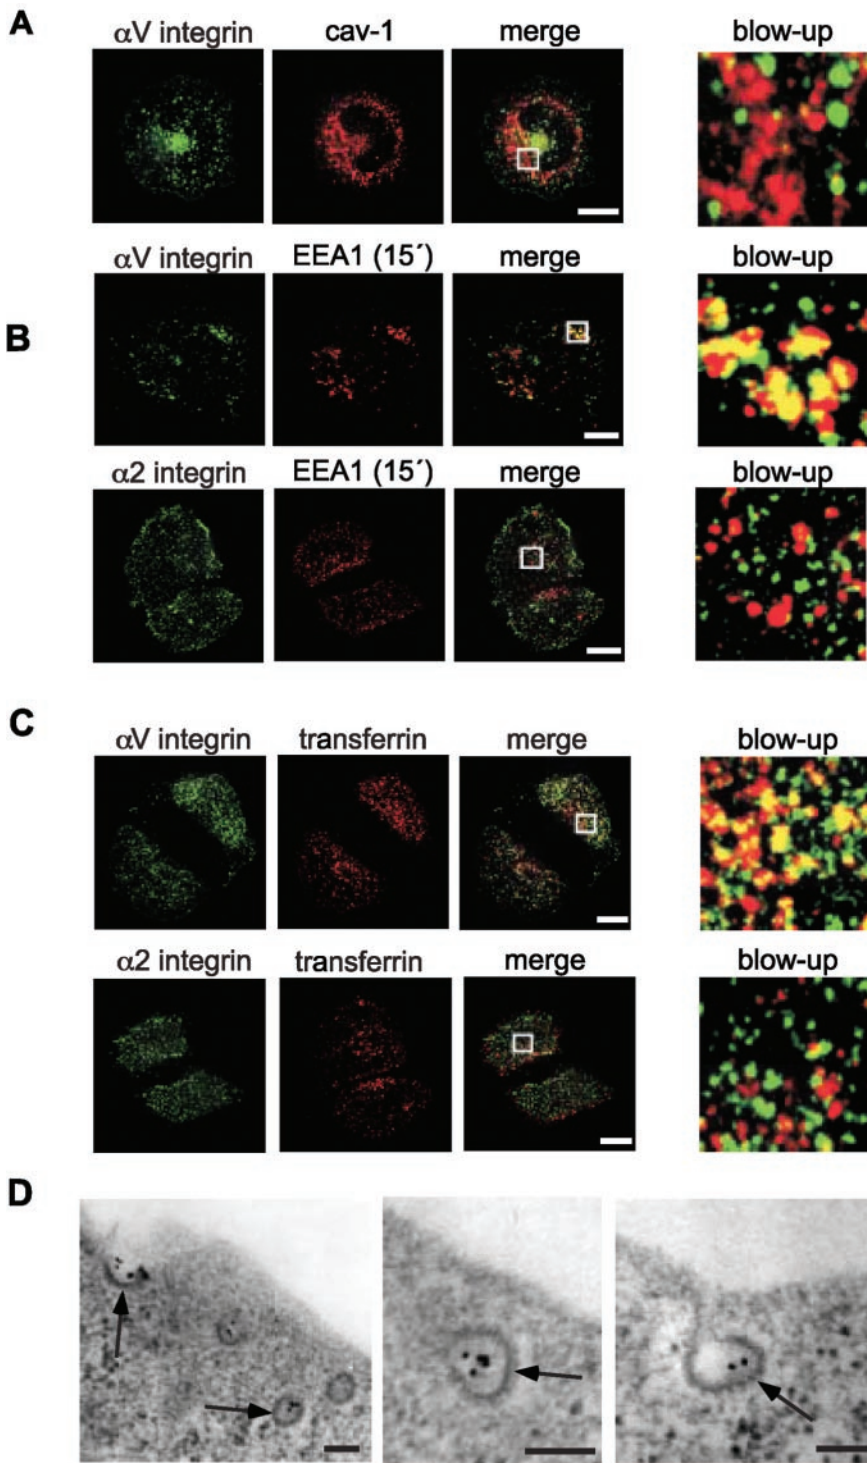 A
αV integrin cav-1 merge blow-up
B
αV integrin EEA1 (15´) merge blow-up
α2 integrin EEA1 (15´) merge blow-up
C
αV integrin transferrin merge blow-up
α2 integrin transferrin merge blow-up
D